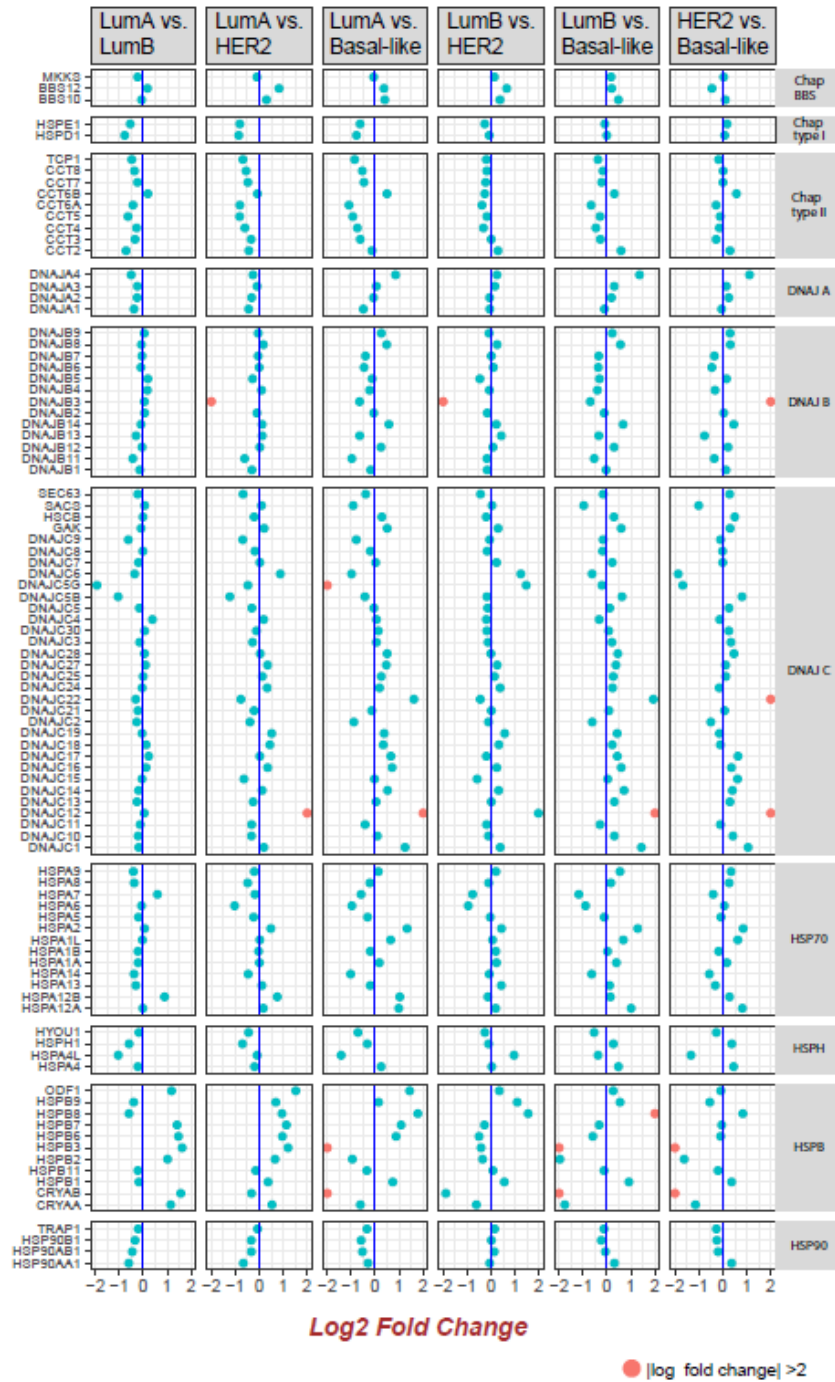 LumA vs.
LumB
LumA vs.
HER2
LumA vs.
Basal-like
LumB vs.
HER2
LumB vs.
Basal-like
HER2 vs.
Basal-like
MKKS
BBS12
BBS10
Chap
BBS
HSPE1
HSPD1
Chap
type I
TCP1
CCT8
CCT7
CCT6B
CCT6A
CCT5
CCT4
CCT3
CCT2
Chap
type II
DNAJA4
DNAJA3
DNAJA2
DNAJA1
DNAJ A
DNAJB9
DNAJB8
DNAJB7
DNAJB6
DNAJB5
DNAJB4
DNAJB3
DNAJB2
DNAJB14
DNAJB13
DNAJB12
DNAJB11
DNAJB1
DNAJ B
SEC63
SACS
HSCB
GAK
DNAJC9
DNAJC8
DNAJC7
DNAJC6
DNAJC5G
DNAJC5B
DNAJC5
DNAJC4
DNAJC30
DNAJC3
DNAJC28
DNAJC27
DNAJC25
DNAJC24
DNAJC22
DNAJC21
DNAJC2
DNAJC19
DNAJC18
DNAJC17
DNAJC16
DNAJC15
DNAJC14
DNAJC13
DNAJC12
DNAJC11
DNAJC10
DNAJC1
DNAJ C
HSPA9
HSPA8
HSPA7
HSPA6
HSPA5
HSPA2
HSPA1L
HSPA1B
HSPA1A
HSPA14
HSPA13
HSPA12B
HSPA12A
HSP70
HYOU1
HSPH1
HSPA4L
HSPA4
HSPH
ODF1
HSPB9
HSPB8
HSPB7
HSPB6
HSPB3
HSPB2
HSPB11
HSPB1
CRYAB
CRYAA
HSPB
TRAP1
HSP90B1
HSP90AB1
HSP90AA1
HSP90
−2 −1 0 1 2 −2 −1 0 1 2 −2 −1 0 1 2 −2 −1 0 1 2 −2 −1 0 1 2 −2 −1 0 1 2
Log2 Fold Change
|log fold change| >2